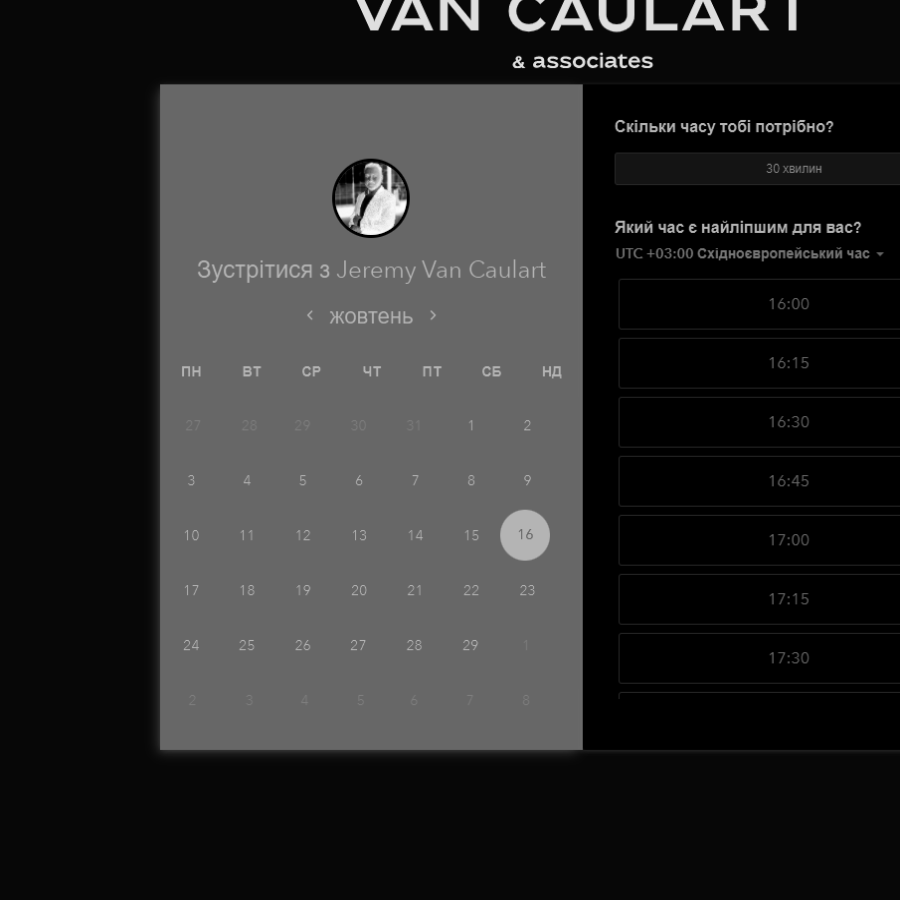 VAN CAULART
& associates
Зустрітися з Jeremy Van Caulart
‹ жовтень ›
ПН ВТ СР ЧТ ПТ СБ НД
27 28 29 30 31 1 2
3 4 5 6 7 8 9
10 11 12 13 14 15 16
17 18 19 20 21 22 23
24 25 26 27 28 29 1
2 3 4 5 6 7 8
Скільки часу тобі потрібно?
30 хвилин
Який час є найліпшим для вас?
UTC +03:00 Східноєвропейський час
16:00
16:15
16:30
16:45
17:00
17:15
17:30